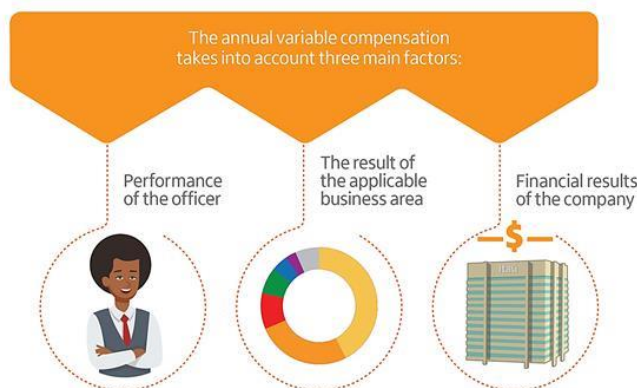 The annual variable compensation
takes into account three main factors:
Performance
of the officer
The result of
the applicable
business area
Financial results
of the company
$
itaú